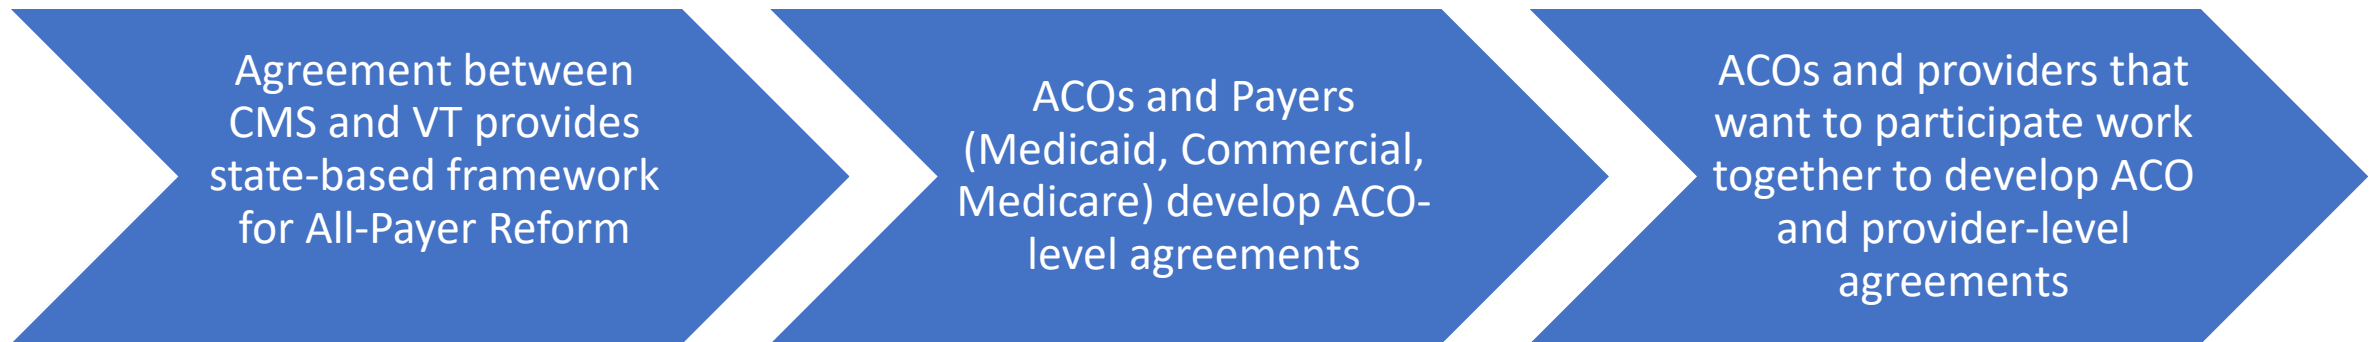 Agreement between
CMS and VT provides
state-based framework
for All-Payer Reform
ACOs and Payers
(Medicaid, Commercial,
Medicare) develop ACO-
level agreements
ACOs and providers that
want to participate work
together to develop ACO
and provider-level
agreements